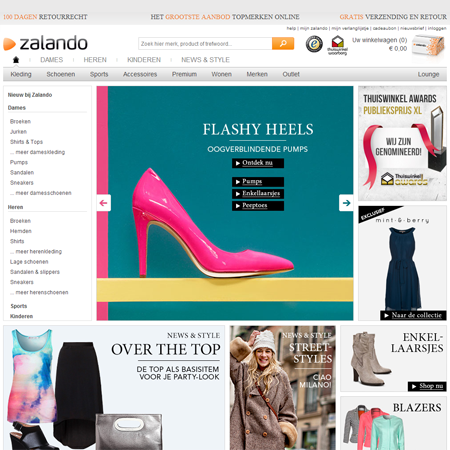 100 DAGEN RETOURRECHT
HET GROOTSTE AANBOD TOPMERKEN ONLINE
GRATIS VERZENDING EN RETOUR
help | mijn zalando | mijn verlanglijstje | cadeaubon | nieuwsbrief | inloggen
zalando
Zoek hier merk, product of trefwoord...
thuiswinkel
waarborg
Uw winkelwagen (0)
€ 0,00
DAMES HEREN KINDEREN NEWS & STYLE
Kleding Schoenen Sports Accessoires Premium Wonen Merken Outlet Lounge
Nieuw bij Zalando
Dames
Broeken
Jurken
Shirts & Tops
... meer dameskleding
Pumps
Sandalen
Sneakers
... meer damesschoenen
Heren
Broeken
Hemden
Shirts
... meer herenkleding
Lage schoenen
Sandalen & slippers
Sneakers
... meer herenschoenen
Sports
Kinderen
FLASHY HEELS
OOGVERBLINDENDE PUMPS
Ontdek nu
Pumps
Enkellaarsjes
Peeptoes
THUISWINKEL AWARDS
PUBLIEKSPRIJS XL
WIJ ZIJN
GENOMINEERD!
Thuiswinkel
awards
EXCLUSIEF
mint&berry
Naar de collectie
NEWS & STYLE
OVER THE TOP
DE TOP ALS BASISITEM
VOOR JE PARTY-LOOK
NEWS & STYLE
STREET-
STYLES
CIAO
MILANO!
ENKEL-
LAARSJES
Shop nu
BLAZERS